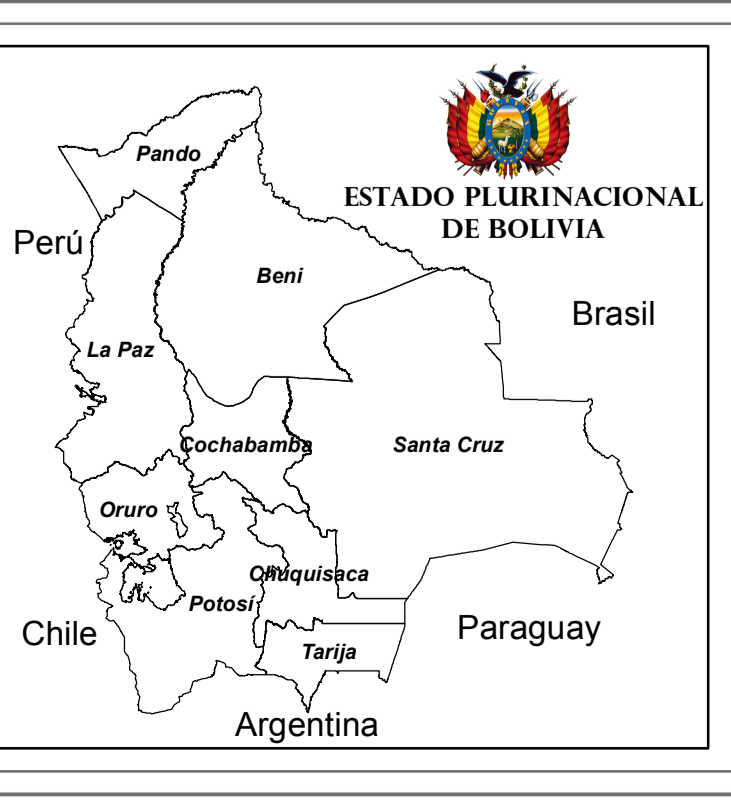 Pando
ESTADO PLURINACIONAL
DE BOLIVIA
Perú
Beni
Brasil
La Paz
Cochabamba
Santa Cruz
Oruro
Chuquisaca
Potosí
Chile
Paraguay
Tarija
Argentina